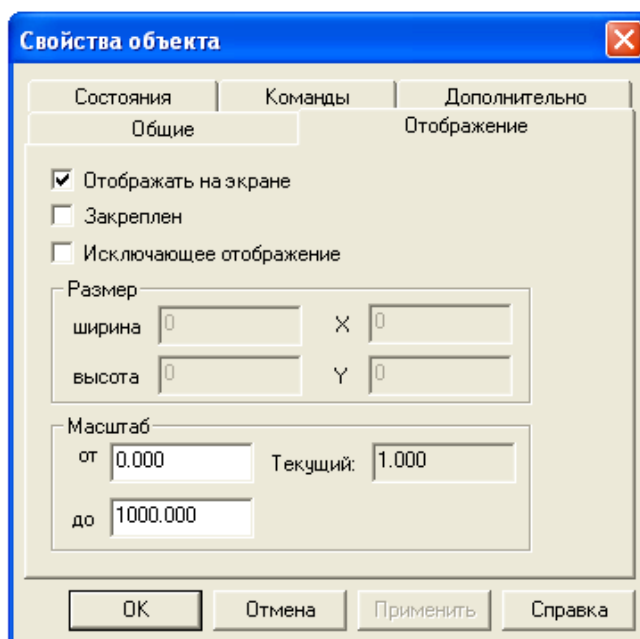 Свойства объекта
Состояния Команды Дополнительно
Общие Отображение
Отображать на экране
Закреплен
Исключающее отображение
Размер
ширина 0 X 0
высота 0 Y 0
Масштаб
от 0.000 Текущий: 1.000
до 1000.000
OK Отмена Применить Справка